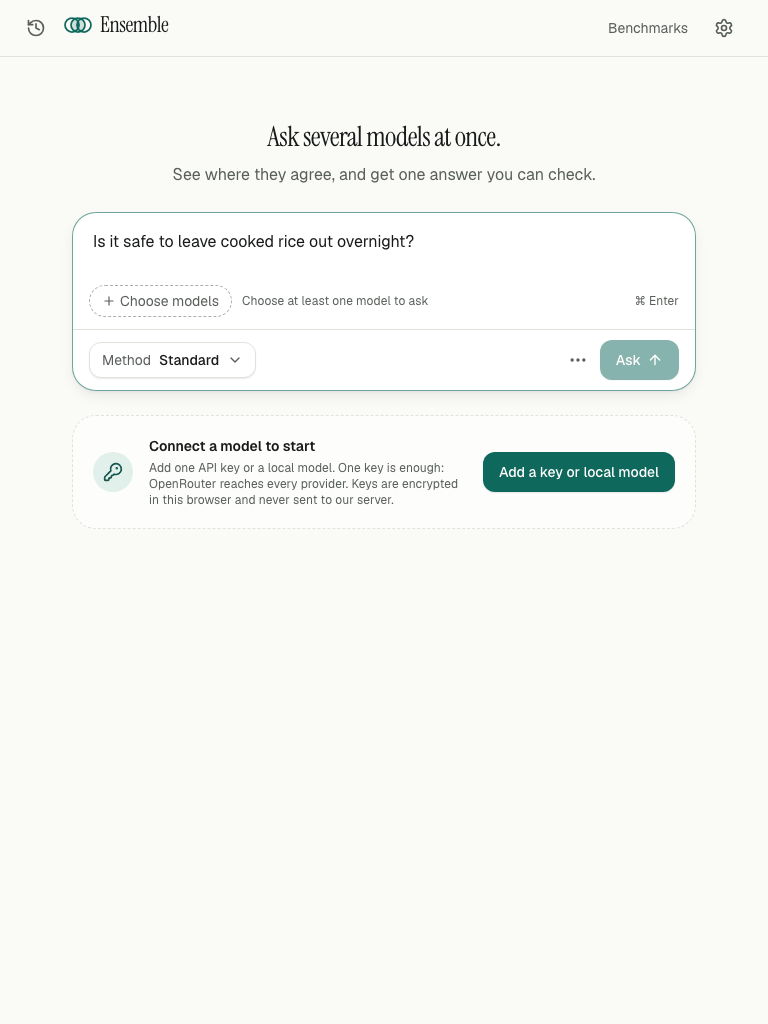 Ensemble
Benchmarks
Ask several models at once.
See where they agree, and get one answer you can check.
Is it safe to leave cooked rice out overnight?
+ Choose models
Choose at least one model to ask
⌘ Enter
Method Standard
Ask ↑
Connect a model to start
Add one API key or a local model. One key is enough:
OpenRouter reaches every provider. Keys are encrypted
in this browser and never sent to our server.
Add a key or local model